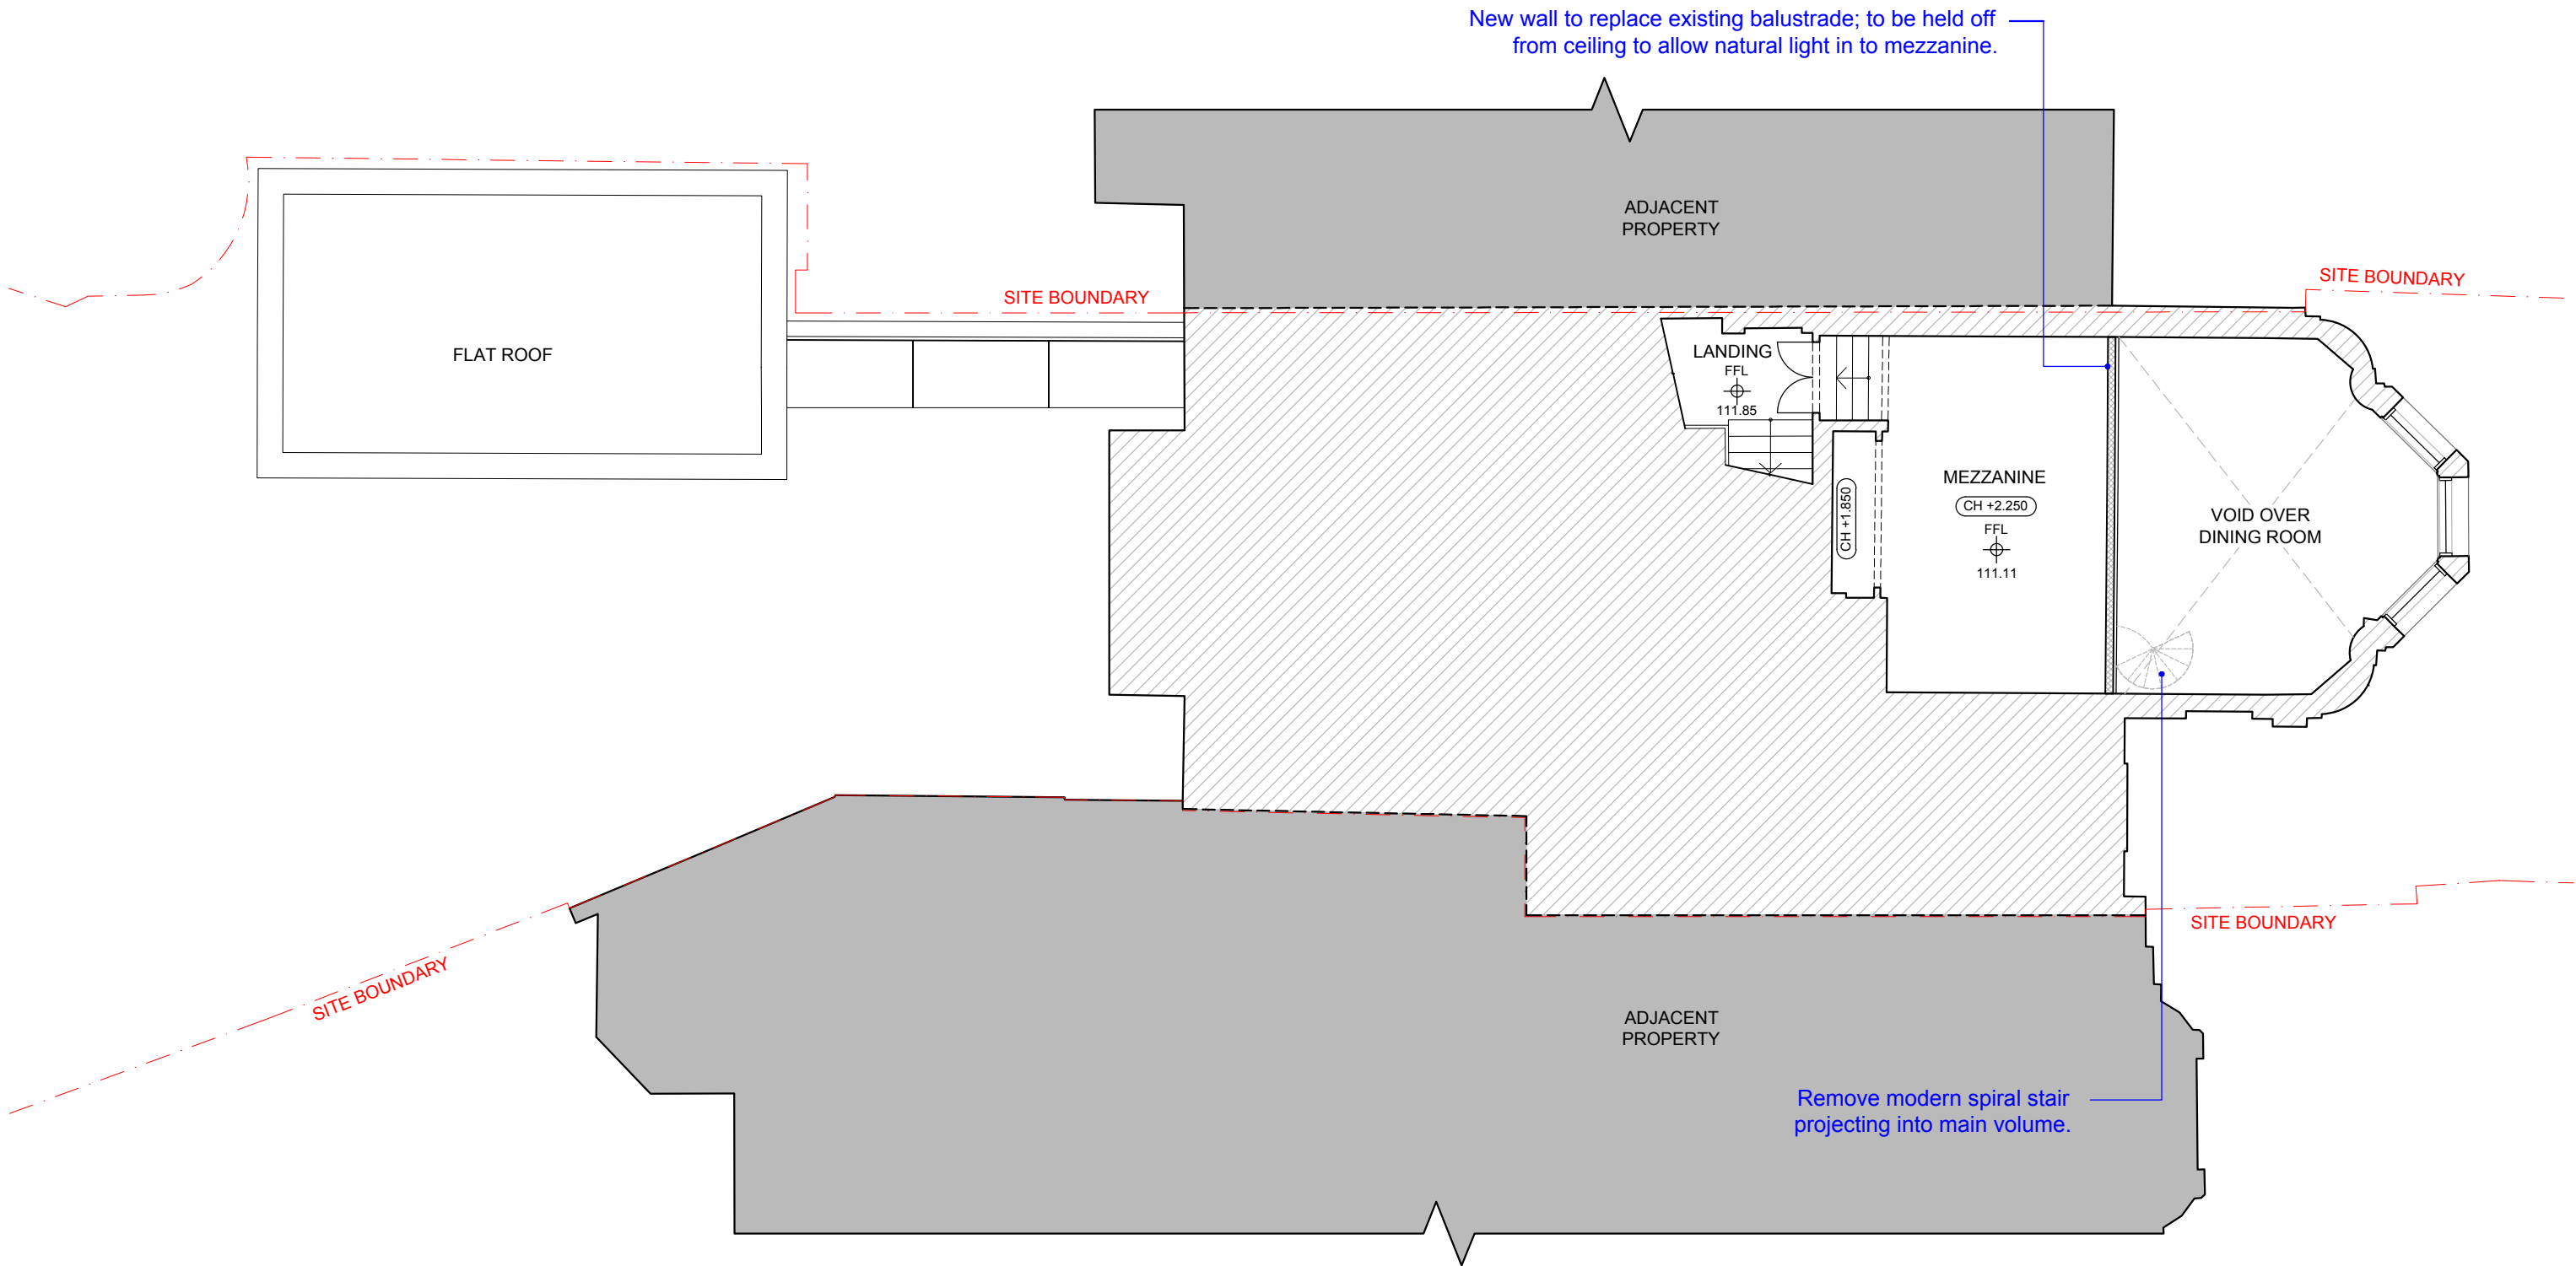 New wall to replace existing balustrade; to be held off
from ceiling to allow natural light in to mezzanine.
ADJACENT
PROPERTY
SITE BOUNDARY
SITE BOUNDARY
FLAT ROOF
LANDING
FFL
111.85
MEZZANINE
CH +2.250
FFL
111.11
CH +1.850
VOID OVER
DINING ROOM
SITE BOUNDARY
SITE BOUNDARY
ADJACENT
PROPERTY
Remove modern spiral stair
projecting into main volume.